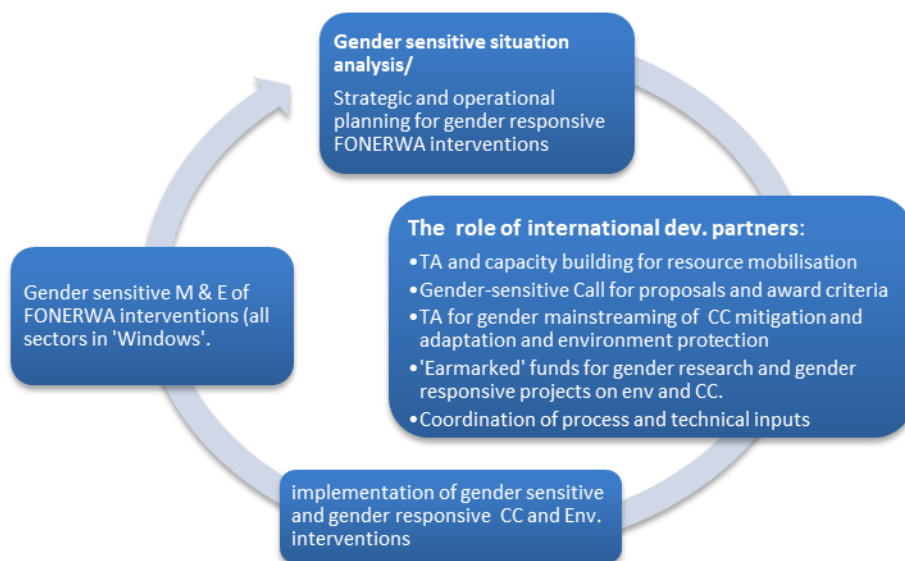 Gender sensitive situation
analysis/
Strategic and operational
planning for gender responsive
FONERWA interventions
The role of international dev. partners:
•TA and capacity building for resource mobilisation
•Gender-sensitive Call for proposals and award criteria
•TA for gender mainstreaming of CC mitigation and
adaptation and environment protection
•'Earmarked' funds for gender research and gender
responsive projects on env and CC.
•Coordination of process and technical inputs
implementation of gender sensitive
and gender responsive CC and Env.
interventions
Gender sensitive M & E of
FONERWA interventions (all
sectors in 'Windows'.